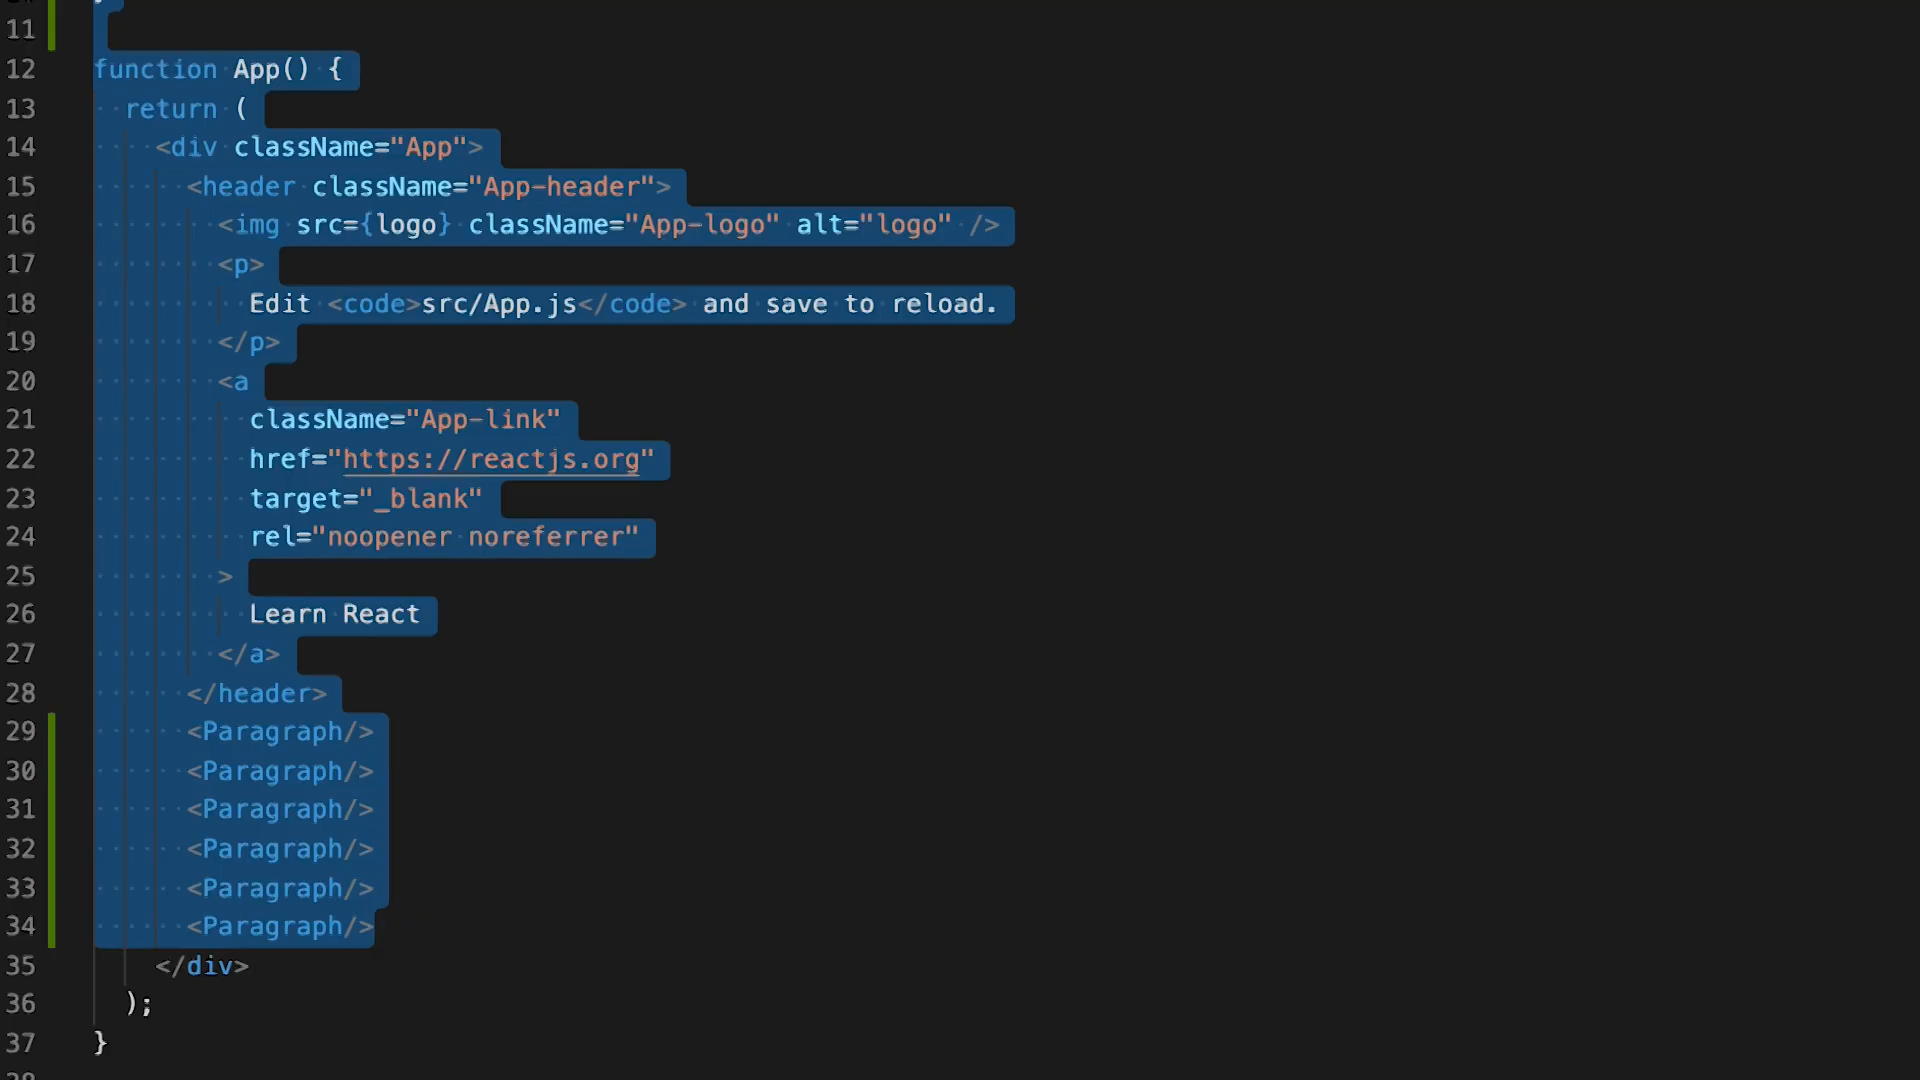 11
12 function App() {
13 return (
14 <div className="App">
15 <header className="App-header">
16 <img src={logo} className="App-logo" alt="logo" />
17 <p>
18 Edit <code>src/App.js</code> and save to reload.
19 </p>
20 <a
21 className="App-link"
22 href="https://reactjs.org"
23 target="_blank"
24 rel="noopener noreferrer"
25 >
26 Learn React
27 </a>
28 </header>
29 <Paragraph/>
30 <Paragraph/>
31 <Paragraph/>
32 <Paragraph/>
33 <Paragraph/>
34 <Paragraph/>
35 </div>
36 );
37 }